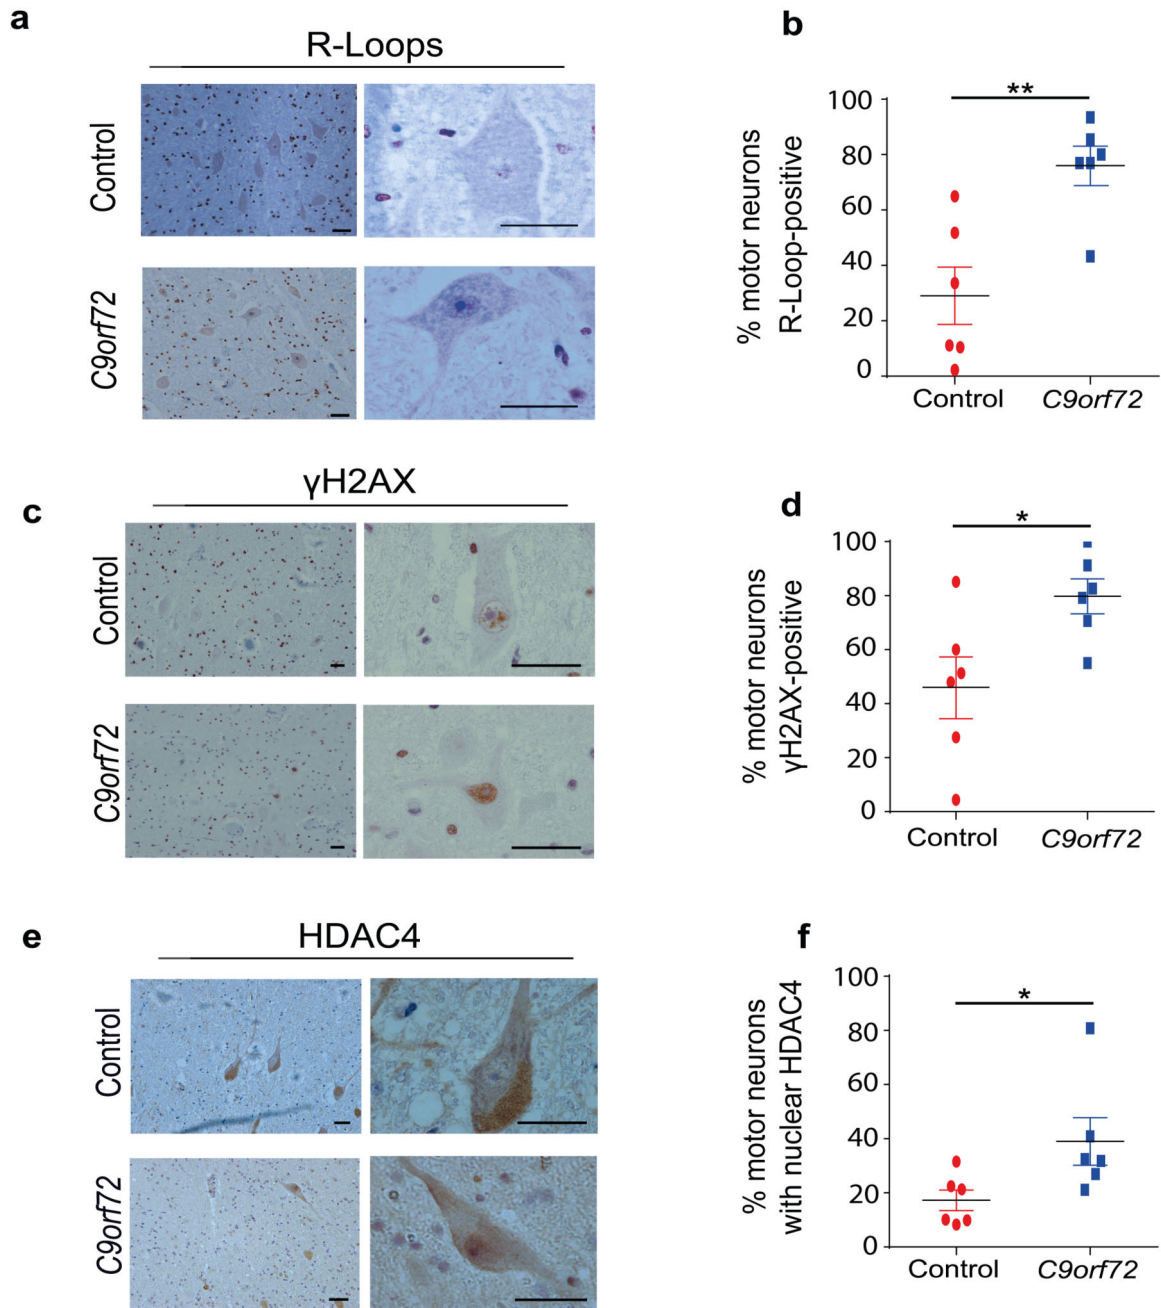 a
R-Loops
Control
C9orf72
b
**
% motor neurons
R-Loop-positive
100
80
60
40
20
0
Control
C9orf72
c
γH2AX
Control
C9orf72
d
*
% motor neurons
γH2AX-positive
100
80
60
40
20
0
Control
C9orf72
e
HDAC4
Control
C9orf72
f
*
% motor neurons
with nuclear HDAC4
100
80
60
40
20
0
Control
C9orf72